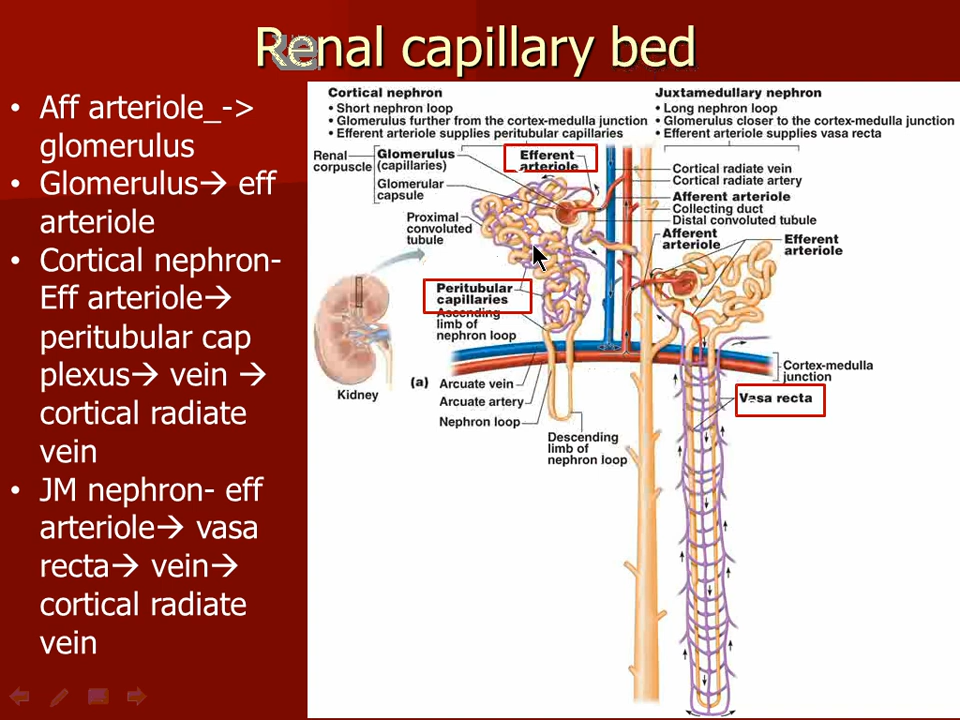 Renal capillary bed
• Aff arteriole_->
glomerulus
• Glomerulus→ eff
arteriole
• Cortical nephron-
Eff arteriole→
peritubular cap
plexus→ vein →
cortical radiate
vein
• JM nephron- eff
arteriole→ vasa
recta→ vein→
cortical radiate
vein
Cortical nephron
• Short nephron loop
• Glomerulus further from the cortex-medulla junction
• Efferent arteriole supplies peritubular capillaries
Juxtamedullary nephron
• Long nephron loop
• Glomerulus closer to the cortex-medulla junction
• Efferent arteriole supplies vasa recta
Renal
corpuscle
Glomerulus
(capillaries)
Glomerular
capsule
Efferent
arteriole
Proximal
convoluted
tubule
Cortical radiate vein
Cortical radiate artery
Afferent arteriole
Collecting duct
Distal convoluted tubule
Afferent
arteriole
Efferent
arteriole
Peritubular
capillaries
Ascending
limb of
nephron loop
Kidney
(a)
Arcuate vein
Arcuate artery
Nephron loop
Descending
limb of
nephron loop
Cortex-medulla
junction
Vasa recta